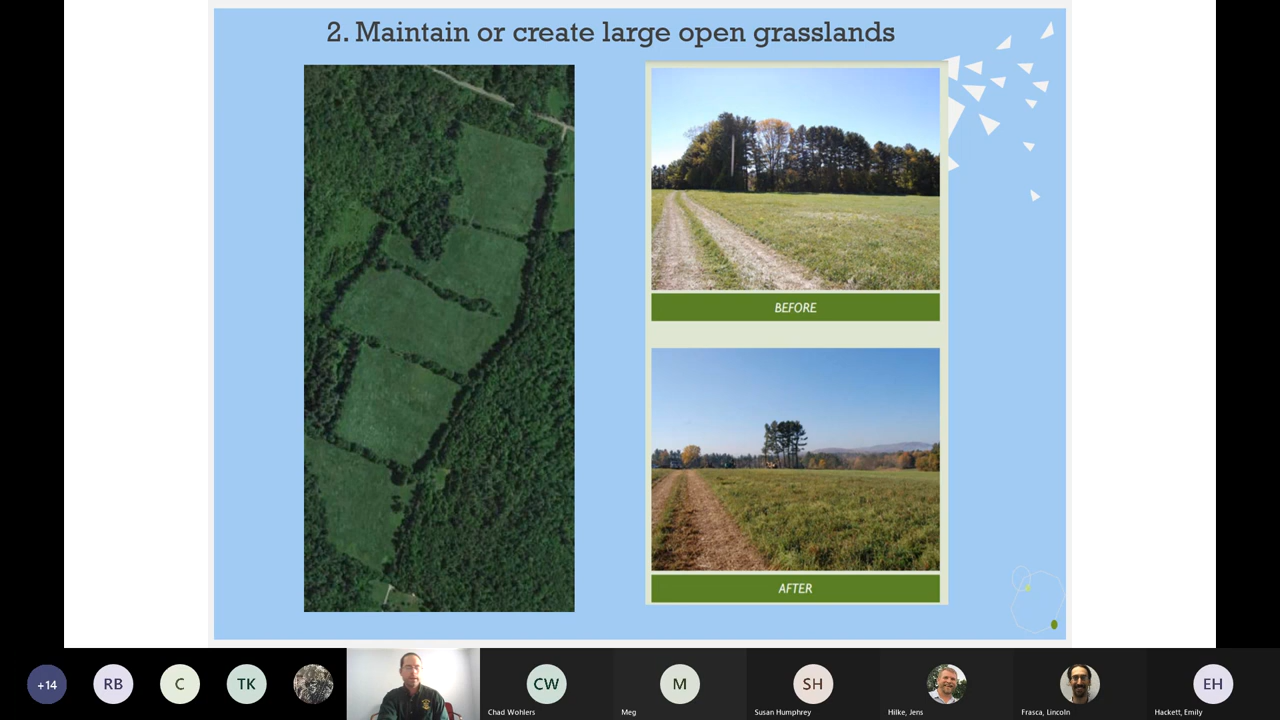 2. Maintain or create large open grasslands
BEFORE
AFTER
+14
RB
C
TK
CW
Chad Wohlers
M
Meg
SH
Susan Humphrey
Hilke, Jens
Frasca, Lincoln
EH
Hackett, Emily